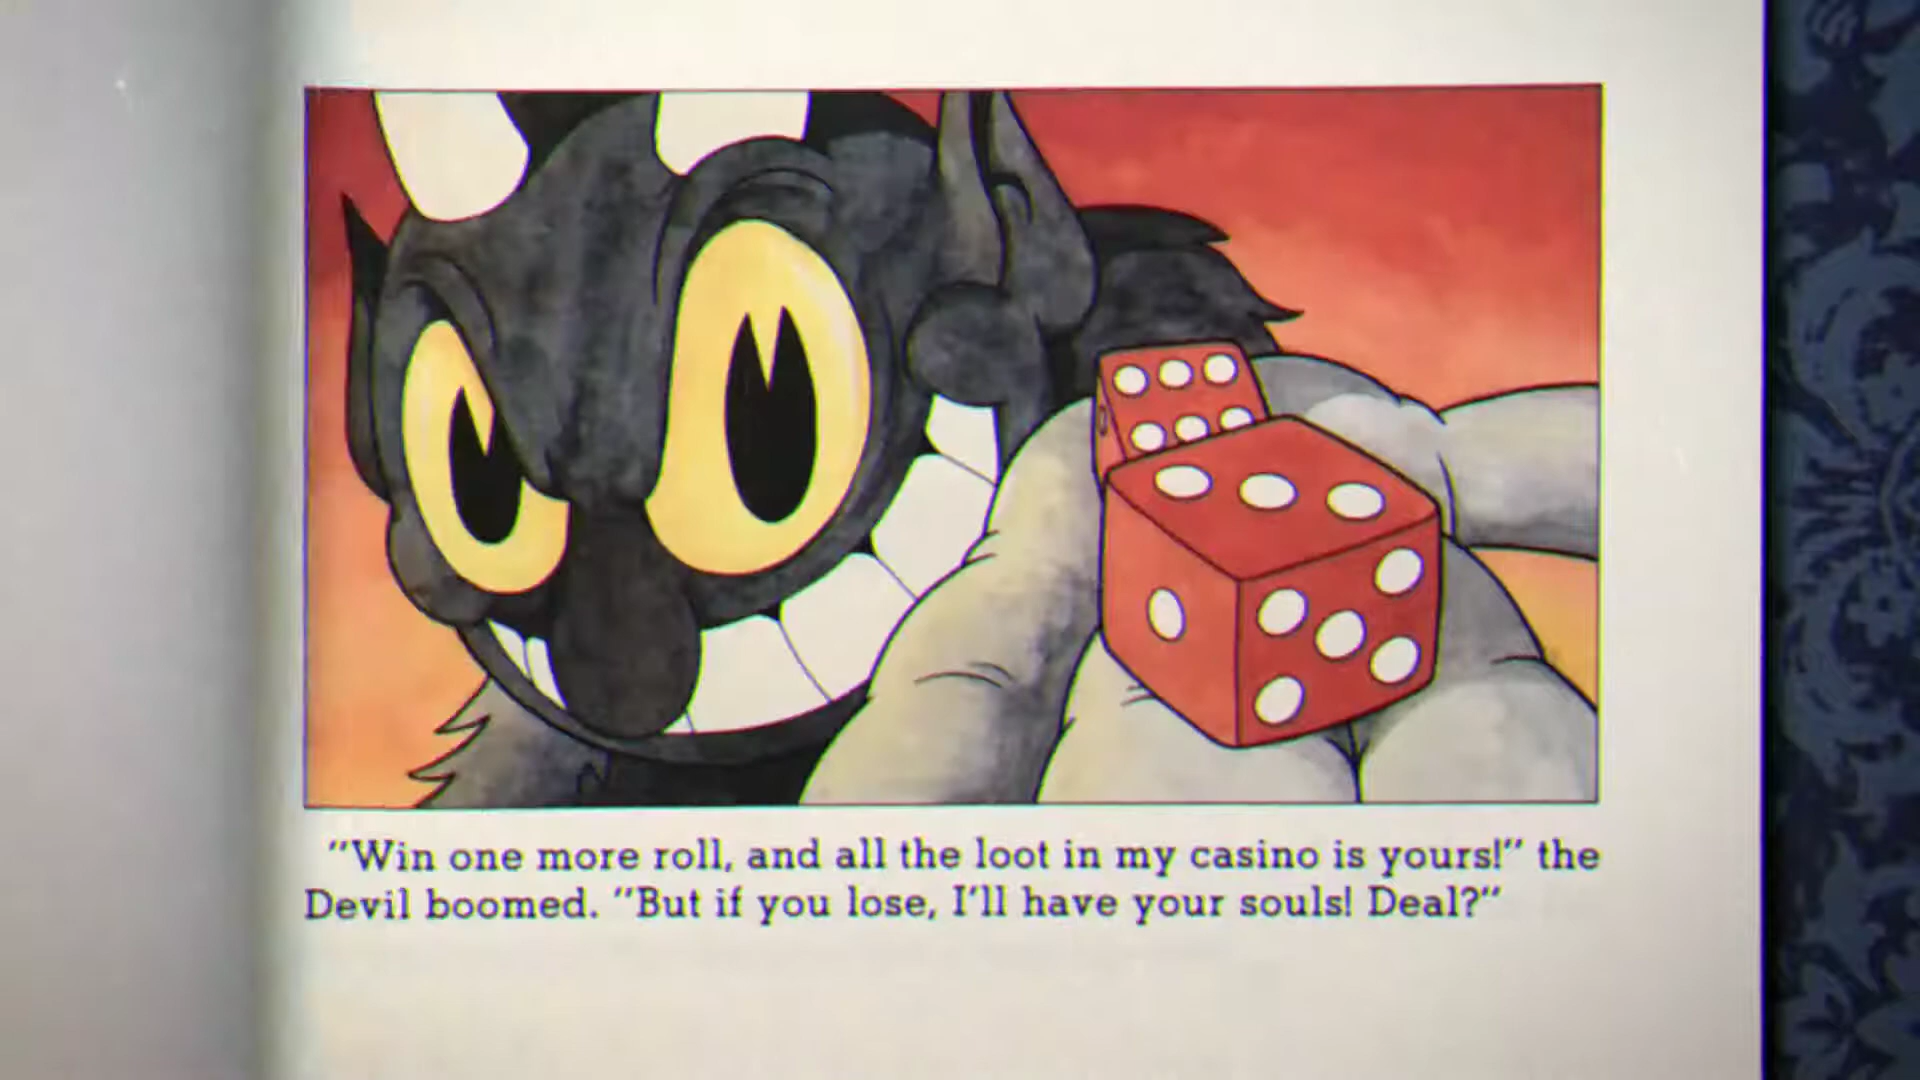 "Win one more roll, and all the loot in my casino is yours!" the
Devil boomed. "But if you lose, I'll have your souls! Deal?"